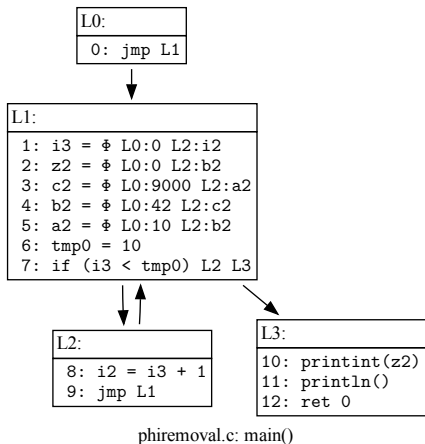 L0:
0: jmp L1
L1:
1: i3 = Φ L0:0 L2:i2
2: z2 = Φ L0:0 L2:b2
3: c2 = Φ L0:9000 L2:a2
4: b2 = Φ L0:42 L2:c2
5: a2 = Φ L0:10 L2:b2
6: tmp0 = 10
7: if (i3 < tmp0) L2 L3
L2:
8: i2 = i3 + 1
9: jmp L1
L3:
10: printint(z2)
11: println()
12: ret 0
phiremoval.c: main()